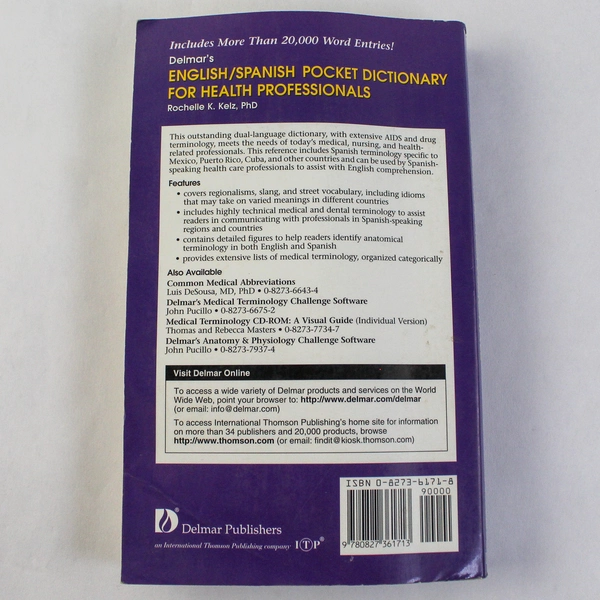 Includes More Than 20,000 Word Entries!
Delmar's
ENGLISH/SPANISH POCKET DICTIONARY
FOR HEALTH PROFESSIONALS
Rochelle K. Kelz, PhD
This outstanding dual-language dictionary, with extensive AIDS and drug
terminology, meets the needs of today's medical, nursing, and health-
related professionals. This reference includes Spanish terminology specific to
Mexico, Puerto Rico, Cuba, and other countries and can be used by Spanish-
speaking health care professionals to assist with English comprehension.
Features
• covers regionalisms, slang, and street vocabulary, including idioms
that may take on varied meanings in different countries
• includes highly technical medical and dental terminology to assist
readers in communicating with professionals in Spanish-speaking
regions and countries
• contains detailed figures to help readers identify anatomical
terminology in both English and Spanish
• provides extensive lists of medical terminology, organized categorically
Also Available
Common Medical Abbreviations
Luis DeSousa, MD, PhD • 0-8273-6643-4
Delmar's Medical Terminology Challenge Software
John Pucillo • 0-8273-6675-2
Medical Terminology CD-ROM: A Visual Guide (Individual Version)
Thomas and Rebecca Masters • 0-8273-7734-7
Delmar's Anatomy & Physiology Challenge Software
John Pucillo • 0-8273-7937-4
Visit Delmar Online
To access a wide variety of Delmar products and services on the World
Wide Web, point your browser to: http://www.delmar.com/delmar
(or email: info@delmar.com)
To access International Thomson Publishing's home site for information
on more than 34 publishers and 20,000 products, browse
http://www.thomson.com (or email: findit@kiosk.thomson.com)
ISBN 0-8273-6171-8
90000
9 780827 361713
Delmar Publishers
an International Thomson Publishing company ITP®